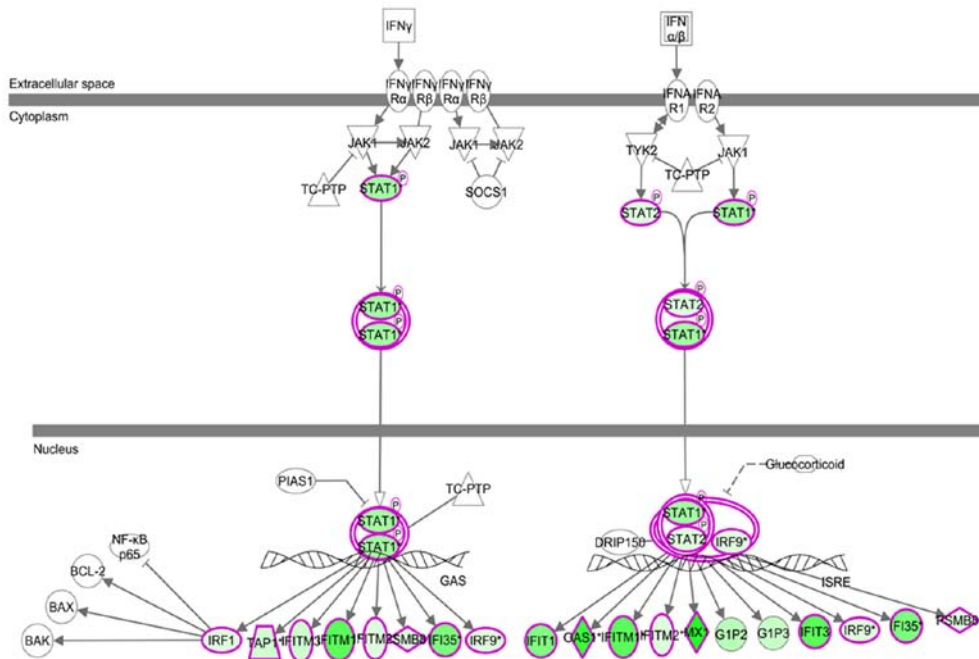 IFNγ
IFN
α/β
Extracellular space
Cytoplasm
IFNγ
Rα
IFNγ
Rβ
IFNγ
Rα
IFNγ
Rβ
IFNA
R1
IFNA
R2
JAK1
JAK2
JAK1
JAK2
TYK2
JAK1
TC-PTP
SOCS1
TC-PTP
STAT1*
P
STAT2
P
STAT1*
P
STAT1*
P
STAT1*
P
STAT2
P
STAT1*
P
Nucleus
PIAS1
TC-PTP
Glucocorticoid
STAT1*
P
STAT1*
P
STAT1*
P
STAT2
P
IRF9*
DRIP150
NF-κB
p65
GAS
ISRE
BCL-2
BAX
BAK
IRF1
TAP1*
IFITM3
IFITM1*
IFITM2*
PSMB8
IFI35*
IRF9*
IFIT1
OAS1*
IFITM1*
IFITM2*
MX1
G1P2
G1P3
IFIT3
IRF9*
IFI35*
PSMB8